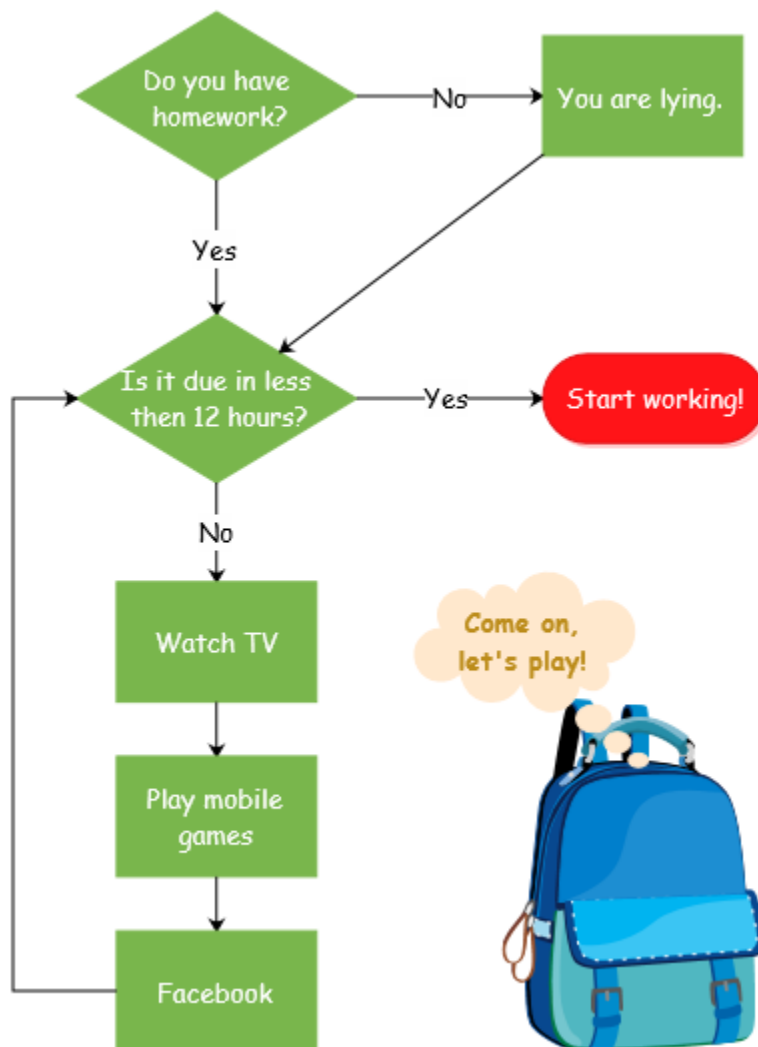 Do you have
homework?
No
You are lying.
Yes
Is it due in less
then 12 hours?
Yes
Start working!
No
Watch TV
Come on,
let's play!
Play mobile
games
Facebook